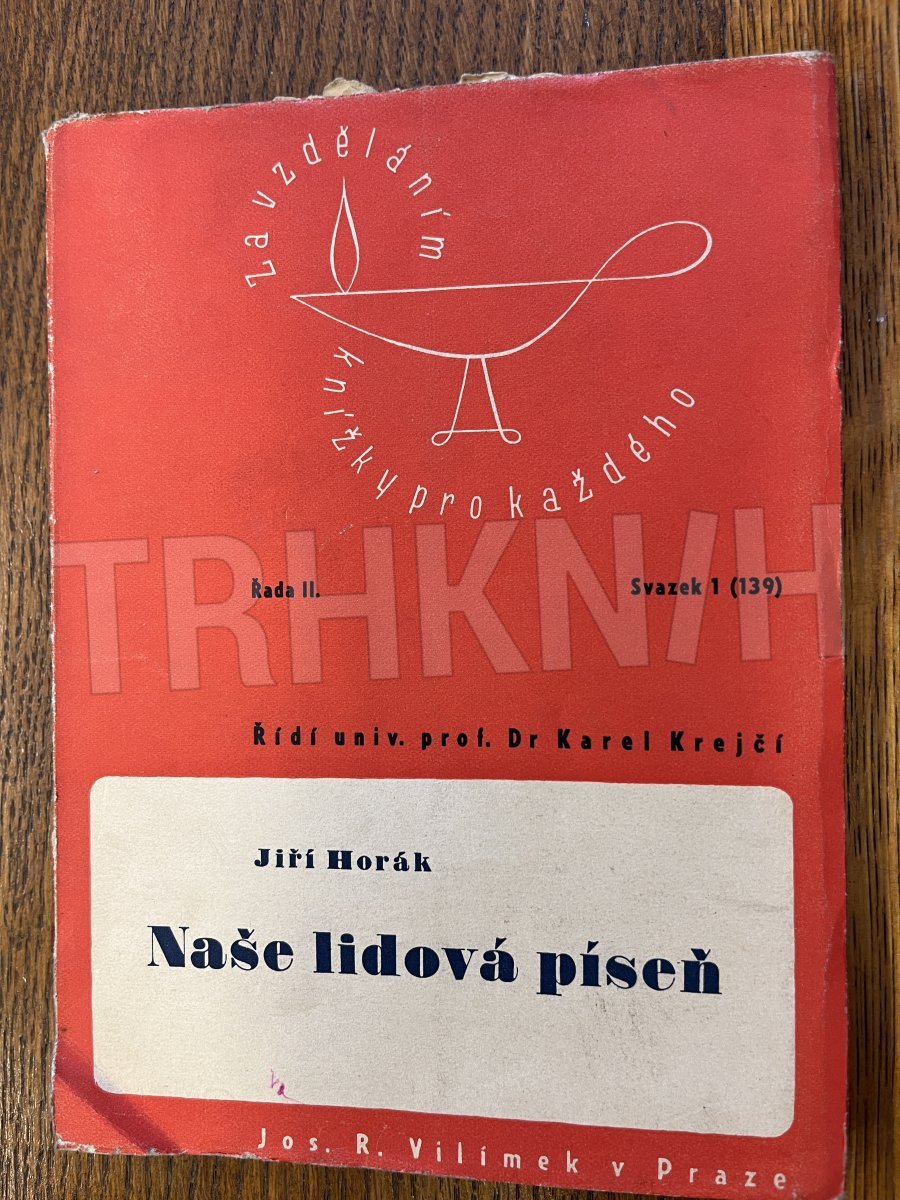 Za vzděláním
knížky pro každého
TRHKN/H
Řada II. Svazek 1 (139)
Řídí univ. prof. Dr Karel Krejčí
Jiří Horák
Naše lidová píseň
Jos. R. Vilímek v Praze